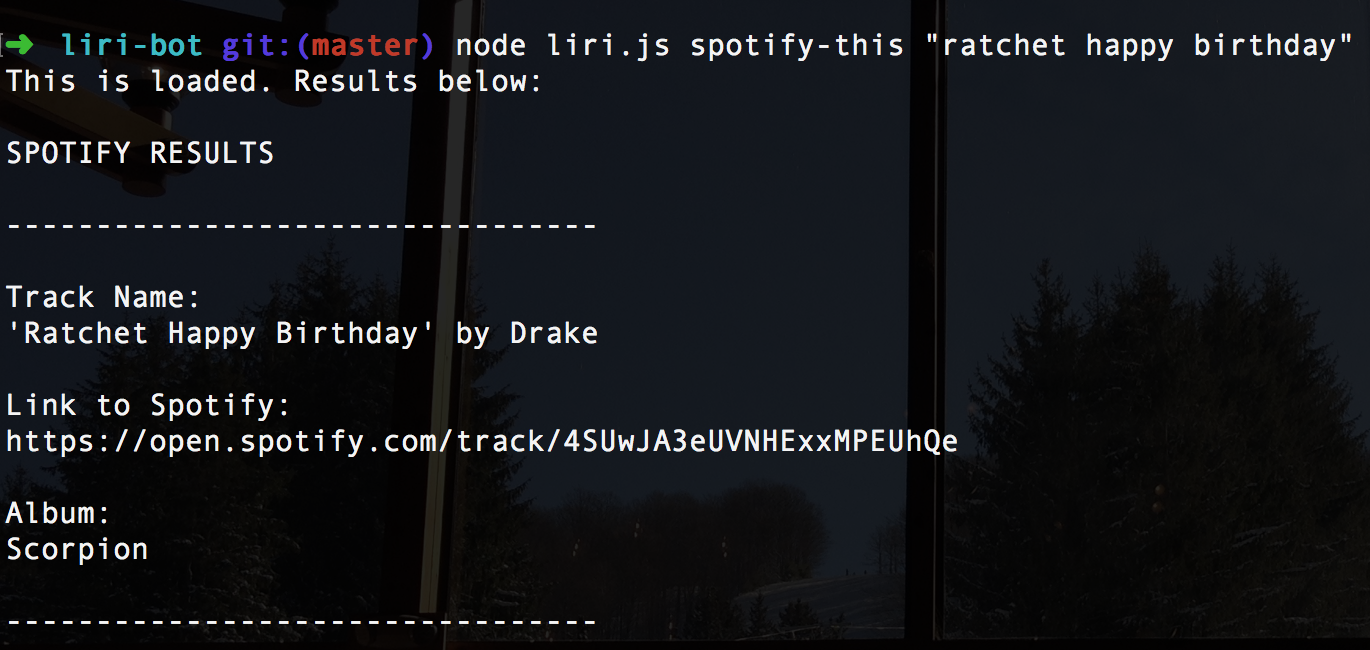 ➜ liri-bot git:(master) node liri.js spotify-this "ratchet happy birthday"
This is loaded. Results below:
SPOTIFY RESULTS
---------------------------------
Track Name:
'Ratchet Happy Birthday' by Drake
Link to Spotify:
https://open.spotify.com/track/4SUwJA3eUVNHExxMPEUhQe
Album:
Scorpion
---------------------------------